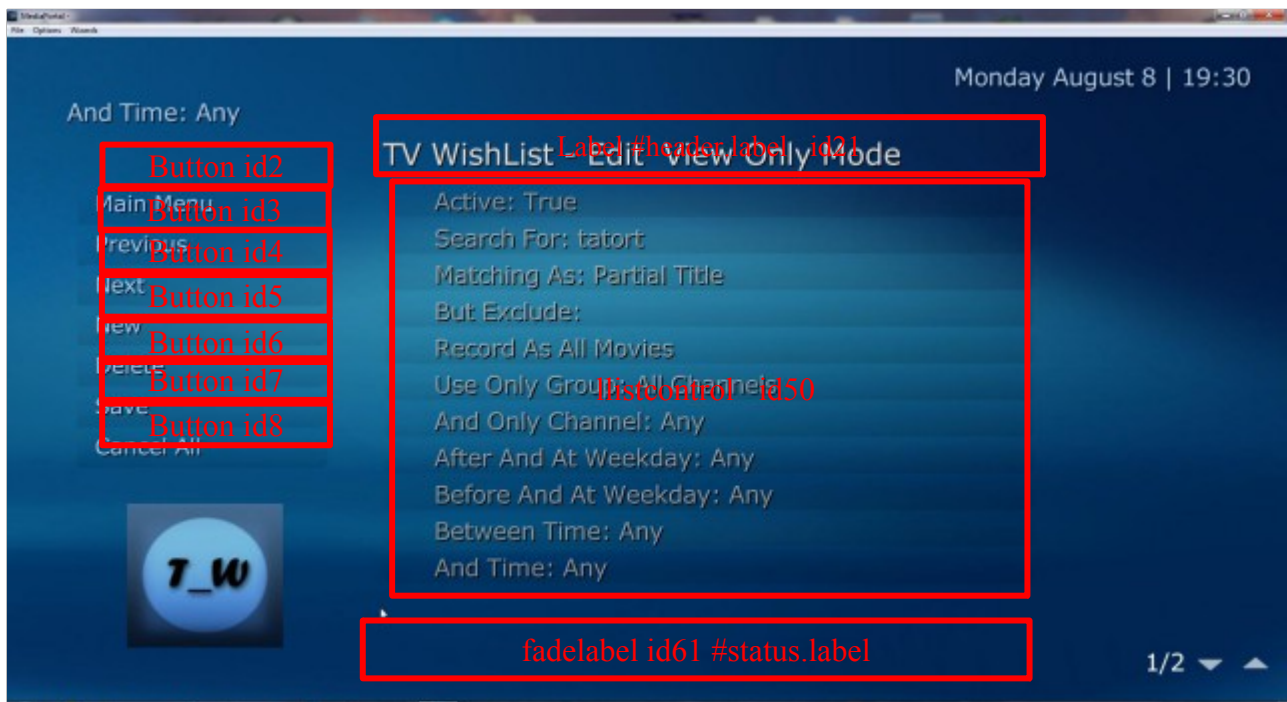 MediaPortal -
File Options Wizards
Monday August 8 | 19:30
And Time: Any
Label #header.label id21
TV WishList - Edit View Only Mode
Button id2
Main Menu
Button id3
Previous
Button id4
Next
Button id5
New
Button id6
Delete
Button id7
Save
Button id8
Cancel All
Active: True
Search For: tatort
Matching As: Partial Title
But Exclude:
Record As All Movies
Use Only Group: All Channels
listcontrol id50
And Only Channel: Any
After And At Weekday: Any
Before And At Weekday: Any
Between Time: Any
And Time: Any
T_W
fadelabel id61 #status.label
1/2